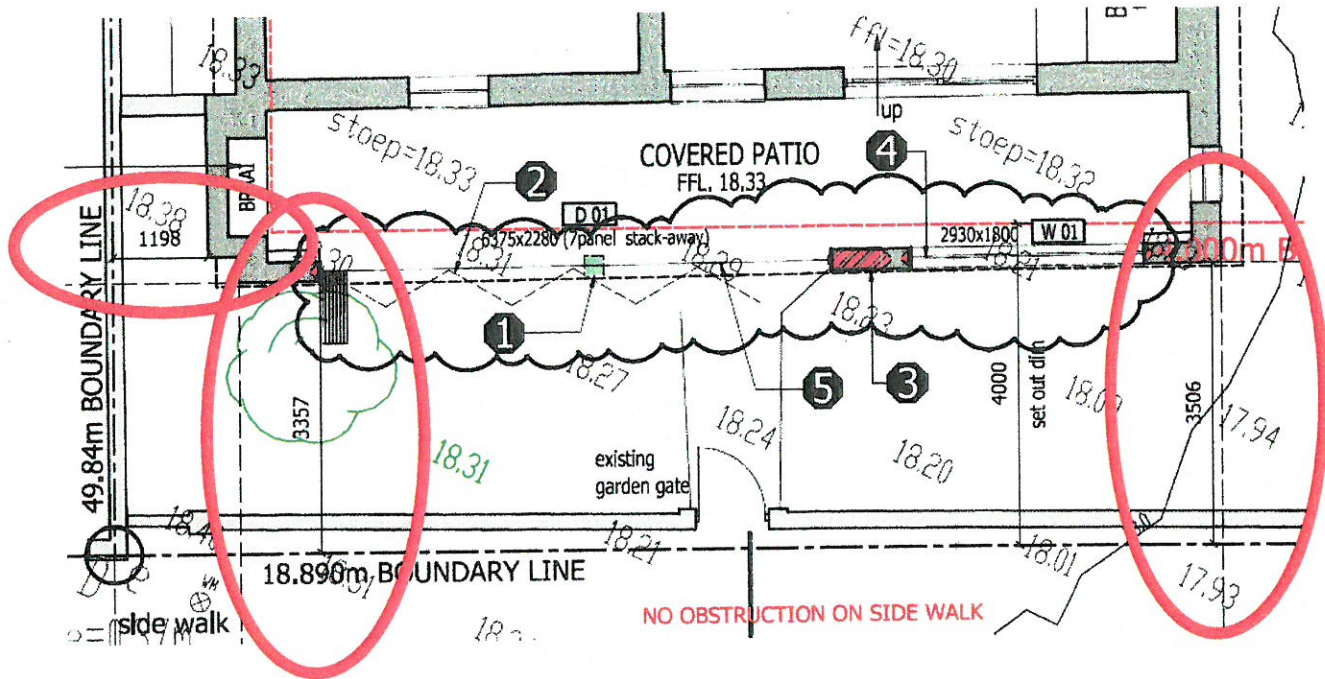 18.33
ffl=18.30
up
stoep=18.33
COVERED PATIO
FFL. 18.33
4
stoep=18.32
BRAAI
2
D 01
W 01
18.38
1198
6375x2280 (7panel stack-away)
2930x1800
18.31
18.29
18.21
1
18.23
3
5
18.27
4000
set out dim
18.09
3506
17.94
49.84m BOUNDARY LINE
3357
18.31
existing
garden gate
18.24
18.20
18.21
18.01
17.93
18.890m BOUNDARY LINE
WM
side walk
NO OBSTRUCTION ON SIDE WALK